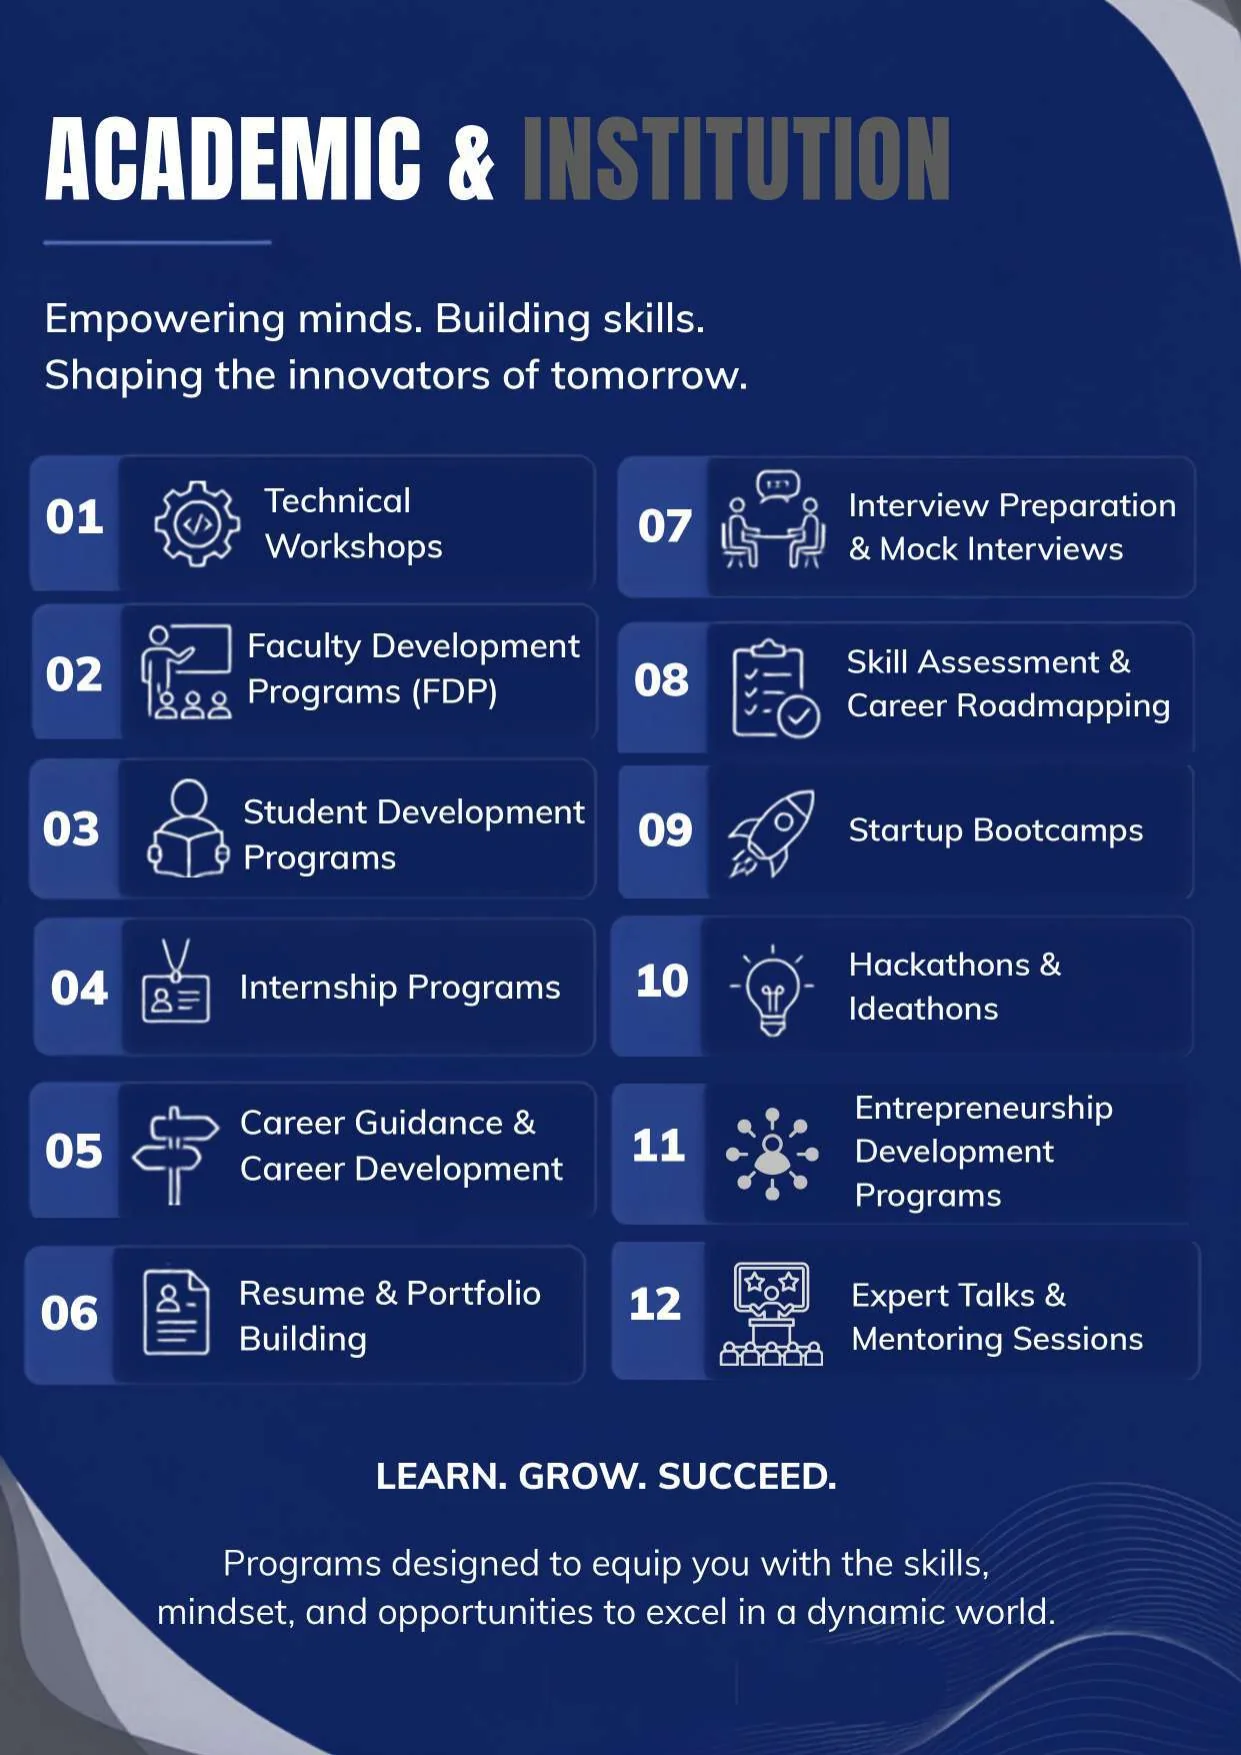 ACADEMIC & INSTITUTION
Empowering minds. Building skills.
Shaping the innovators of tomorrow.
01
Technical
Workshops
02
Faculty Development
Programs (FDP)
03
Student Development
Programs
04
Internship Programs
05
Career Guidance &
Career Development
06
Resume & Portfolio
Building
07
Interview Preparation
& Mock Interviews
08
Skill Assessment &
Career Roadmapping
09
Startup Bootcamps
10
Hackathons &
Ideathons
11
Entrepreneurship
Development
Programs
12
Expert Talks &
Mentoring Sessions
LEARN. GROW. SUCCEED.
Programs designed to equip you with the skills,
mindset, and opportunities to excel in a dynamic world.